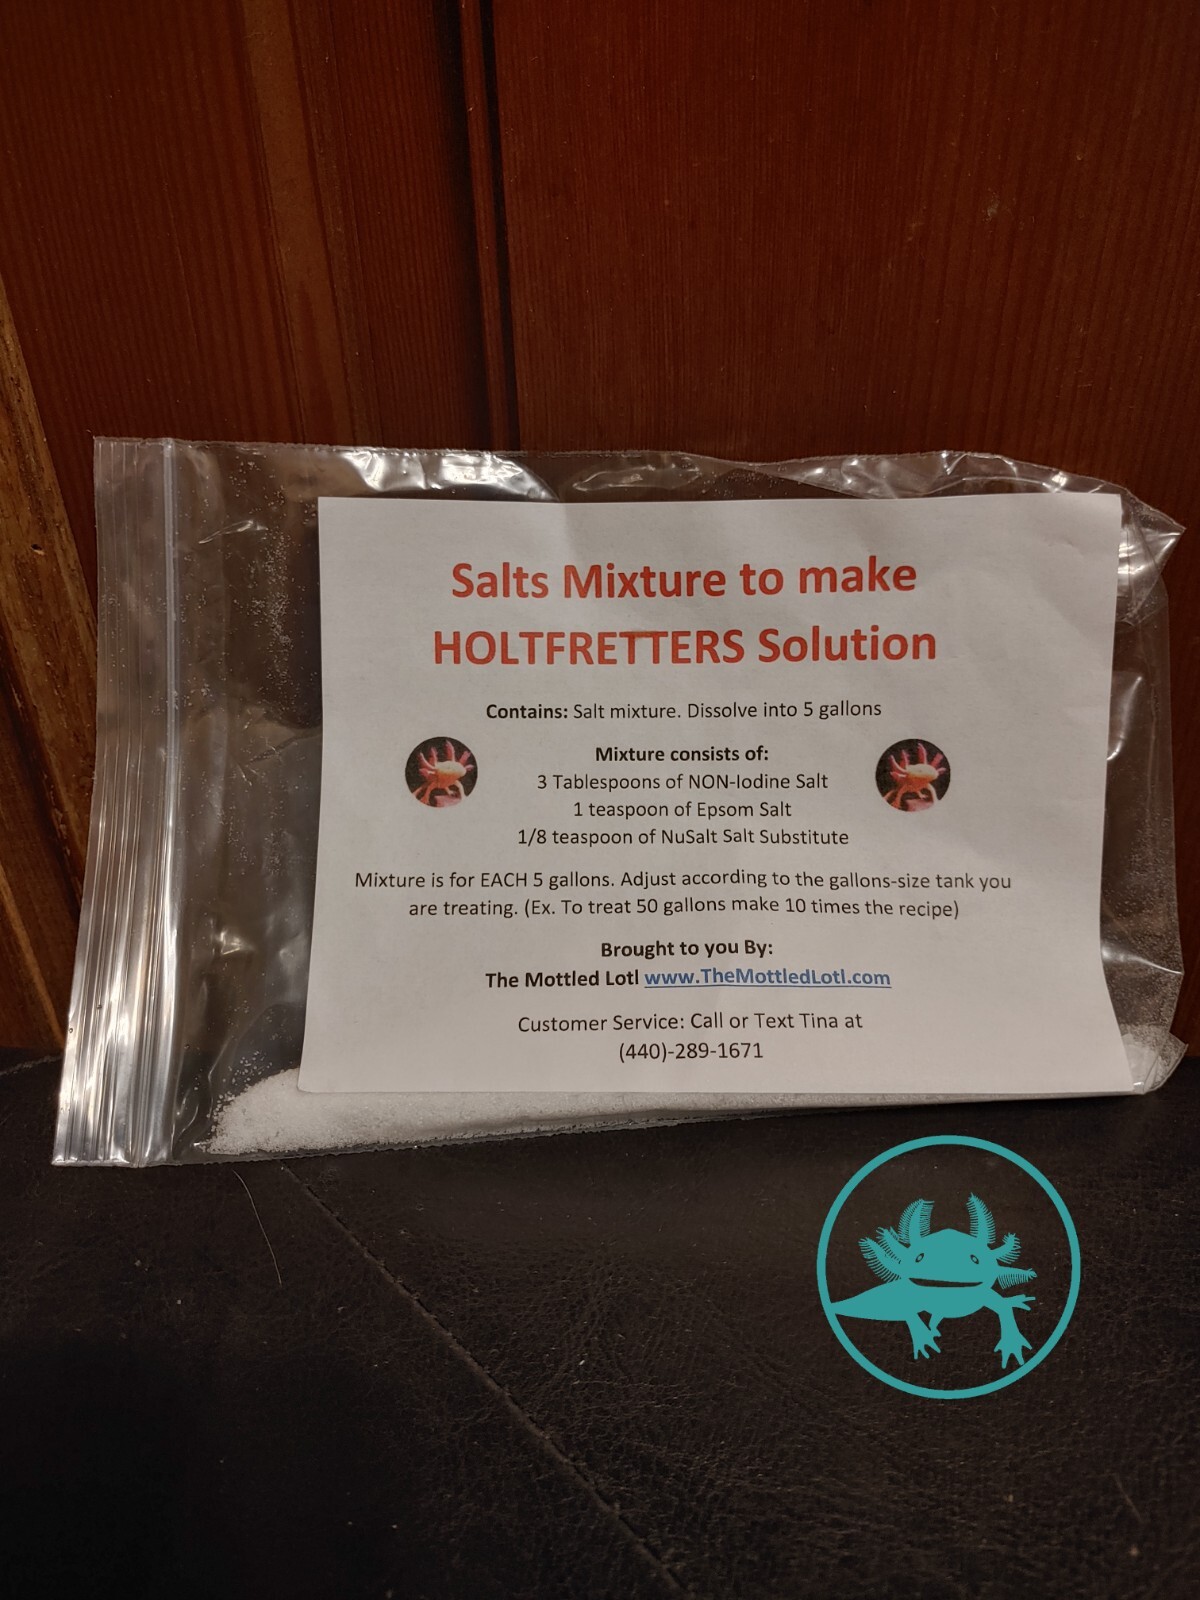 Salts Mixture to make
HOLTFRETTERS Solution
Contains: Salt mixture. Dissolve into 5 gallons
Mixture consists of:
3 Tablespoons of NON-Iodine Salt
1 teaspoon of Epsom Salt
1/8 teaspoon of NuSalt Salt Substitute
Mixture is for EACH 5 gallons. Adjust according to the gallons-size tank you
are treating. (Ex. To treat 50 gallons make 10 times the recipe)
Brought to you By:
The Mottled Lotl www.TheMottledLotl.com
Customer Service: Call or Text Tina at
(440)-289-1671